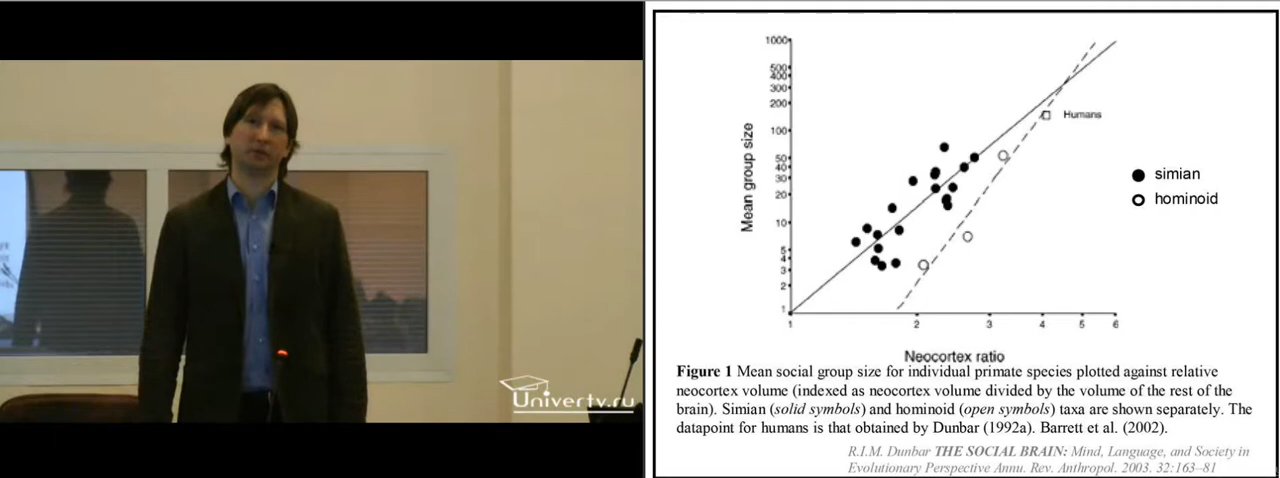 Univertv.ru
1000
500
400
300
200
100
50
40
30
20
10
5
4
3
2
1
Mean group size
Humans
simian
hominoid
1 2 3 4 5 6
Neocortex ratio
Figure 1 Mean social group size for individual primate species plotted against relative
neocortex volume (indexed as neocortex volume divided by the volume of the rest of the
brain). Simian (solid symbols) and hominoid (open symbols) taxa are shown separately. The
datapoint for humans is that obtained by Dunbar (1992a). Barrett et al. (2002).
R.I.M. Dunbar THE SOCIAL BRAIN: Mind, Language, and Society in
Evolutionary Perspective Annu. Rev. Anthropol. 2003. 32:163–81